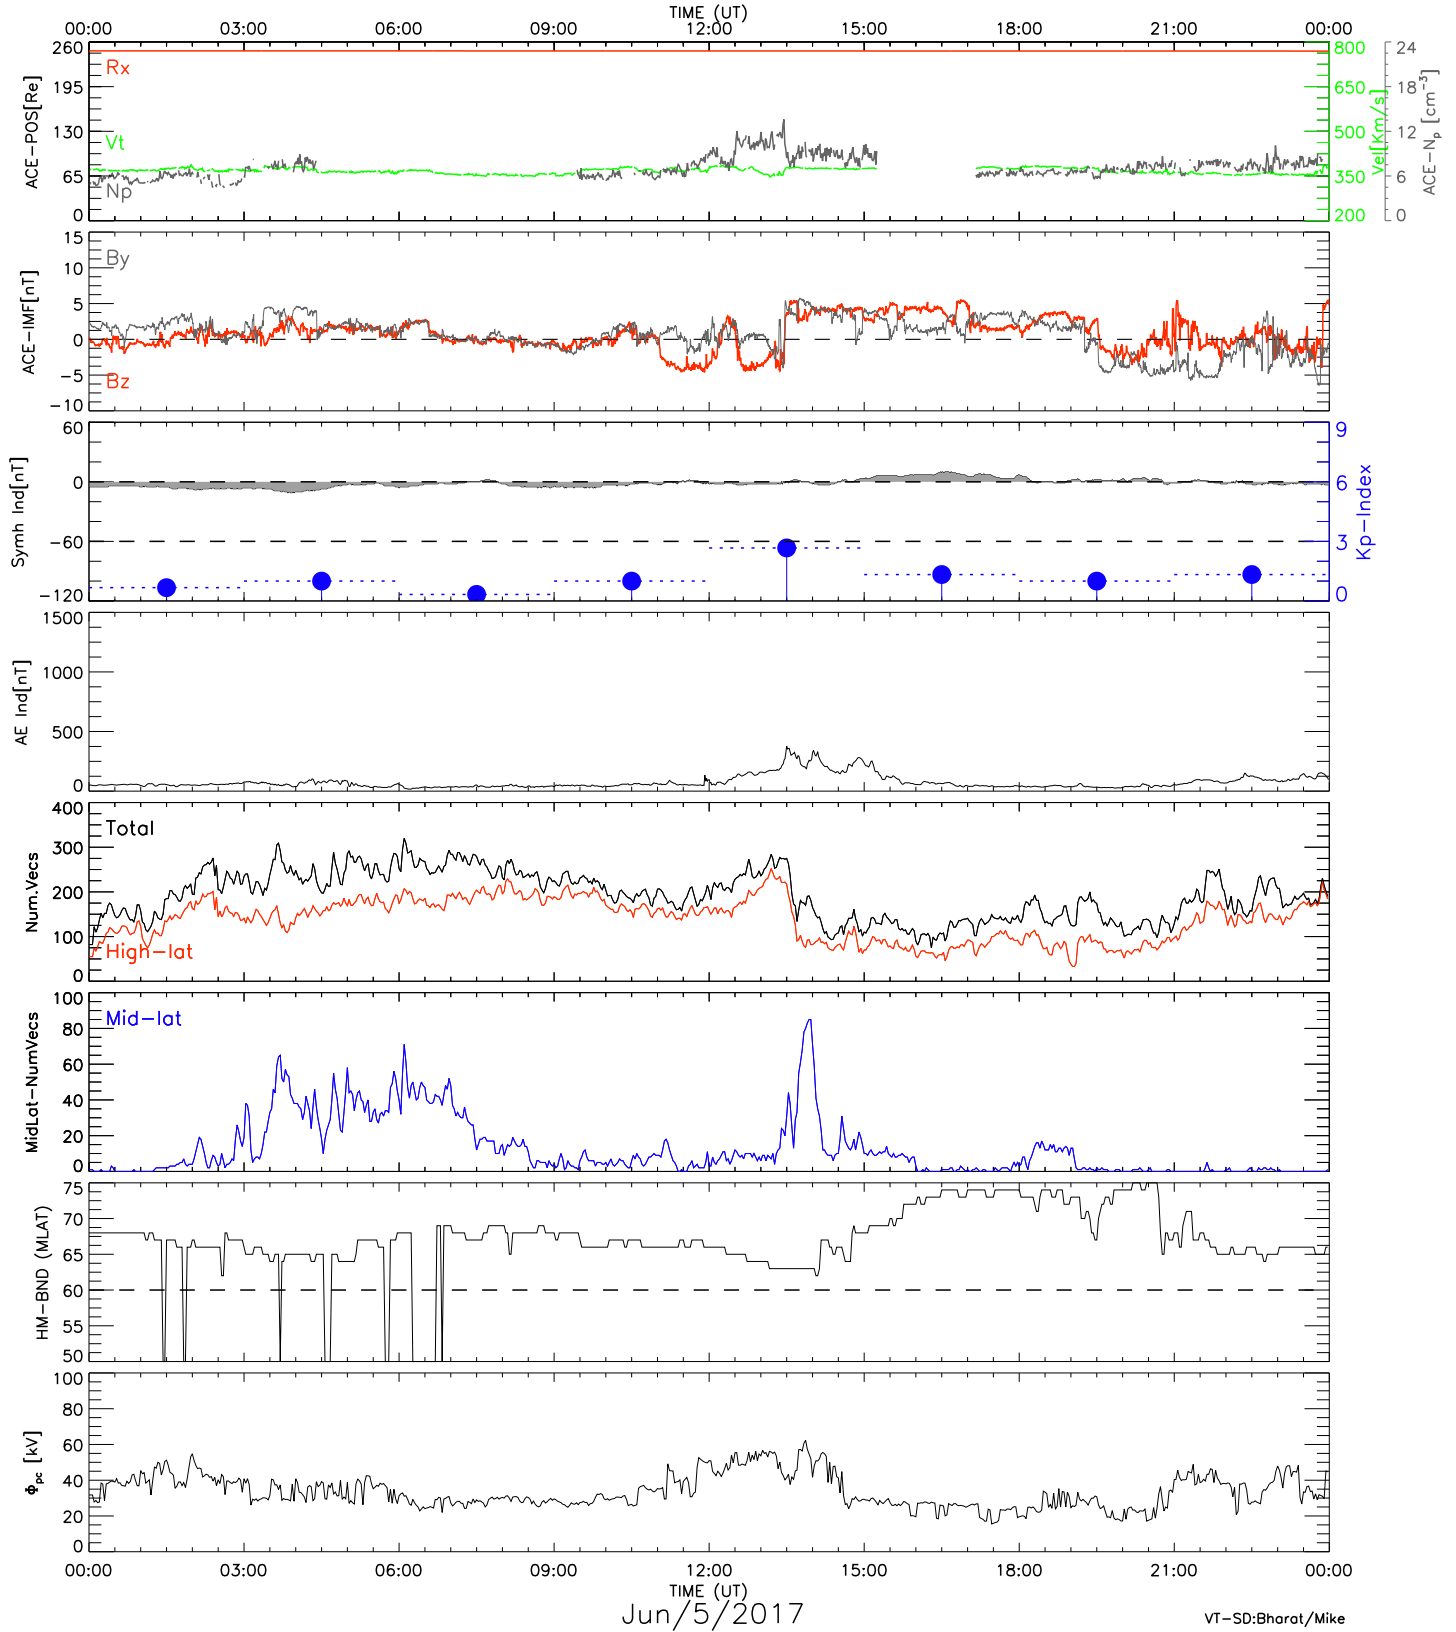 TIME (UT)
00:00 03:00 06:00 09:00 12:00 15:00 18:00 21:00 00:00
260 195 130 65 0
ACE-POS[Re]
Rx
Vt
Np
800 650 500 350 200
Vel[Km/s]
24 18 12 6 0
ACE-Np [cm-3]
15 10 5 0 -5 -10
ACE-IMF[nT]
By
Bz
60 0 -60 -120
Symh Ind[nT]
9 6 3 0
Kp-Index
1500 1000 500 0
AE Ind[nT]
400 300 200 100 0
Num.Vecs
Total
High-lat
100 80 60 40 20 0
MidLat-NumVecs
Mid-lat
75 70 65 60 55 50
HM-BND (MLAT)
100 80 60 40 20 0
Φpc [kV]
00:00 03:00 06:00 09:00 12:00 15:00 18:00 21:00 00:00
TIME (UT)
Jun/5/2017
VT-SD:Bharat/Mike